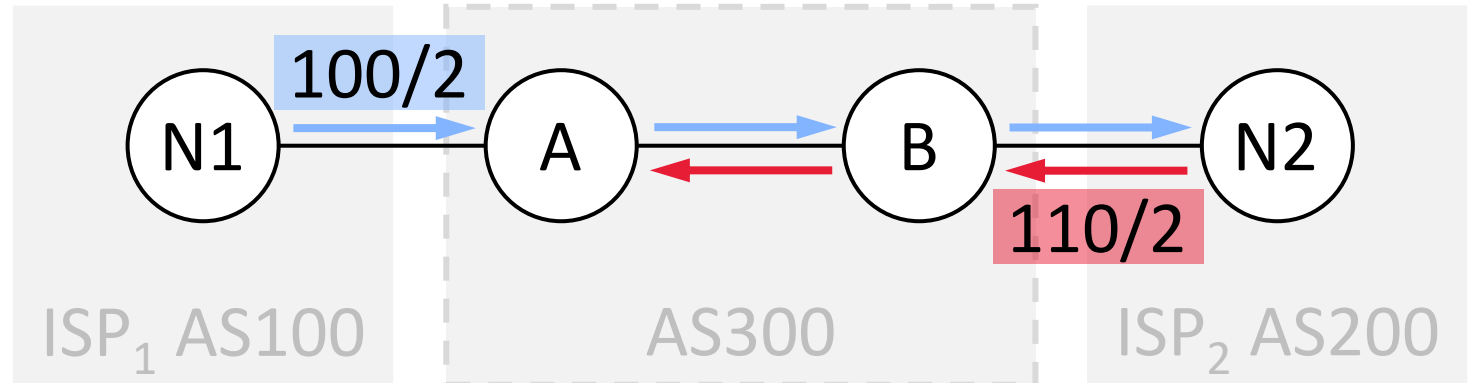 100/2
N1
A
B
N2
110/2
ISP₁ AS100
AS300
ISP₂ AS200